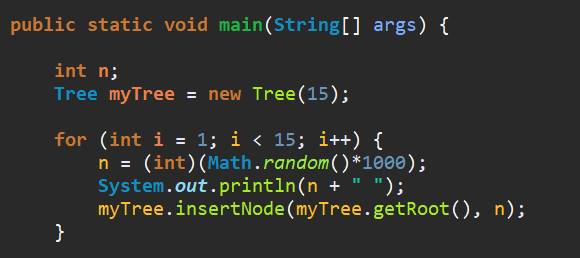 public static void main(String[] args) {
int n;
Tree myTree = new Tree(15);
for (int i = 1; i < 15; i++) {
n = (int)(Math.random()*1000);
System.out.println(n + " ");
myTree.insertNode(myTree.getRoot(), n);
}